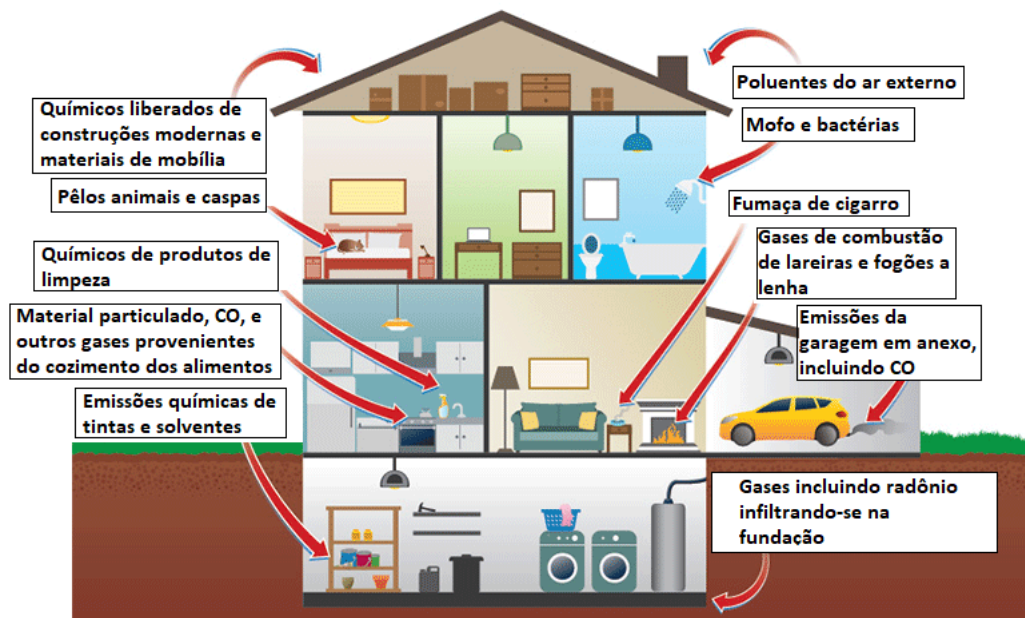 Químicos liberados de
construções modernas e
materiais de mobília
Pêlos animais e caspas
Químicos de produtos de
limpeza
Material particulado, CO, e
outros gases provenientes
do cozimento dos alimentos
Emissões químicas de
tintas e solventes
Poluentes do ar externo
Mofo e bactérias
Fumaça de cigarro
Gases de combustão
de lareiras e fogões a
lenha
Emissões da
garagem em anexo,
incluindo CO
Gases incluindo radônio
infiltrando-se na
fundação